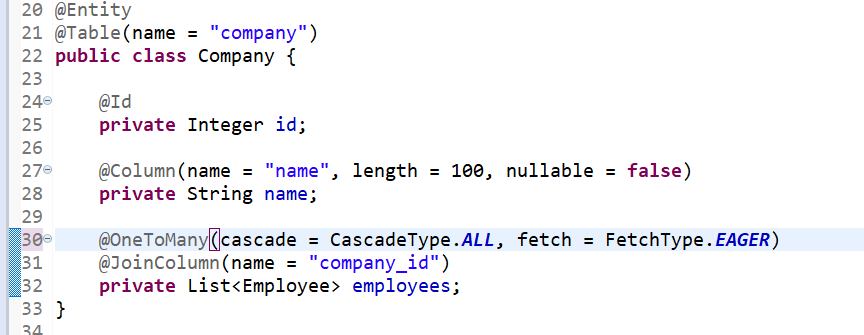 20 @Entity
21 @Table(name = "company")
22 public class Company {
23
24 @Id
25 private Integer id;
26
27 @Column(name = "name", length = 100, nullable = false)
28 private String name;
29
30 @OneToMany(cascade = CascadeType.ALL, fetch = FetchType.EAGER)
31 @JoinColumn(name = "company_id")
32 private List<Employee> employees;
33 }
34